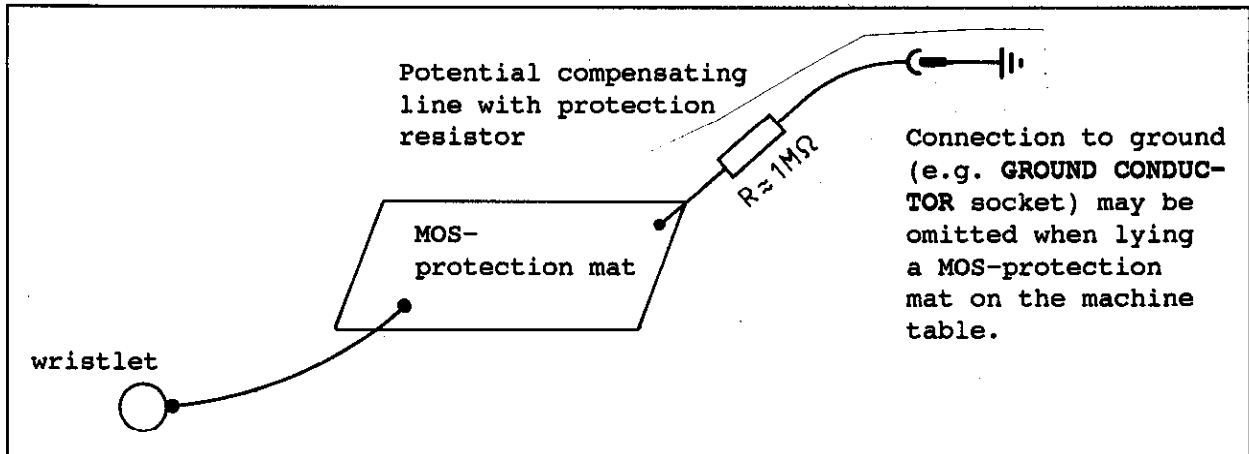 Potential compensating
line with protection
resistor
R≈1MΩ
Connection to ground
(e.g. GROUND CONDUC-
TOR socket) may be
omitted when lying
a MOS-protection
mat on the machine
table.
MOS-
protection mat
wristlet